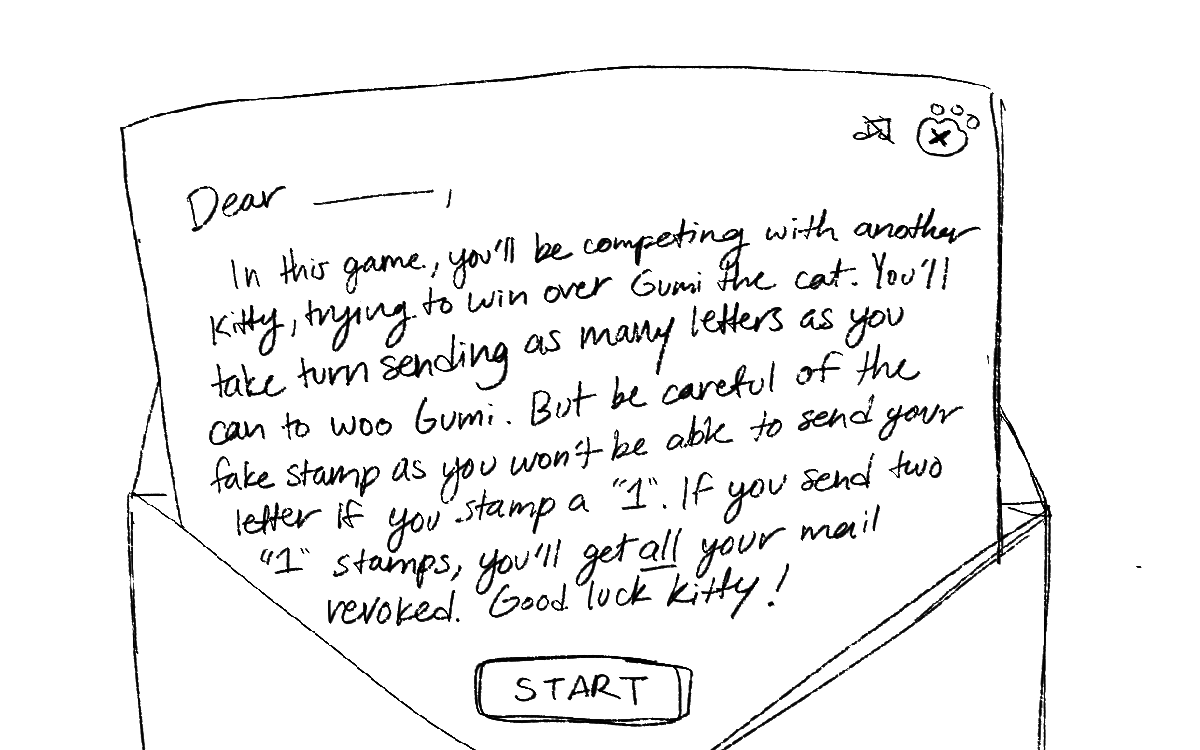 Dear ______,
In this game, you'll be competing with another
kitty, trying to win over Gumi the cat. You'll
take turn sending as many letters as you
can to woo Gumi. But be careful of the
fake stamp as you won't be able to send your
letter if you stamp a "1". If you send two
"1" stamps, you'll get all your mail
revoked. Good luck kitty!
START